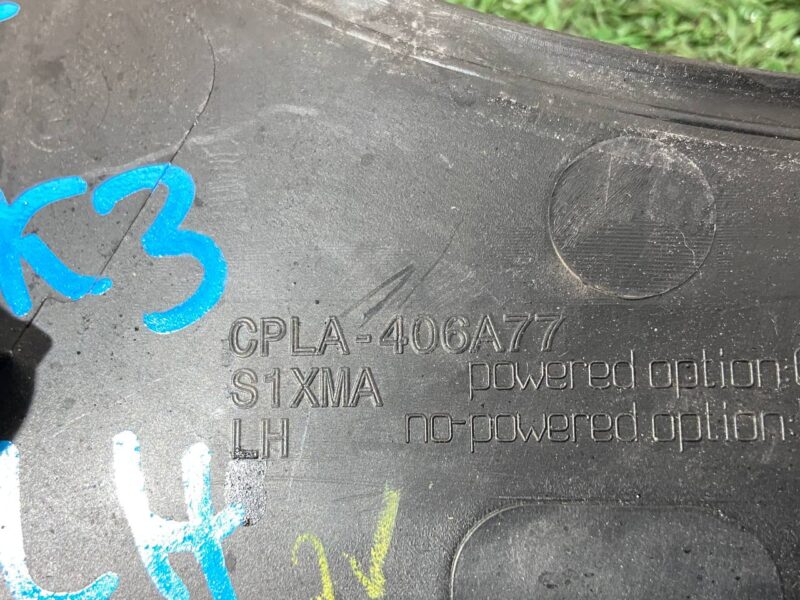 K3
CPLA-406A77
S1XMA
LH
powered option:
no-powered.option:
LH